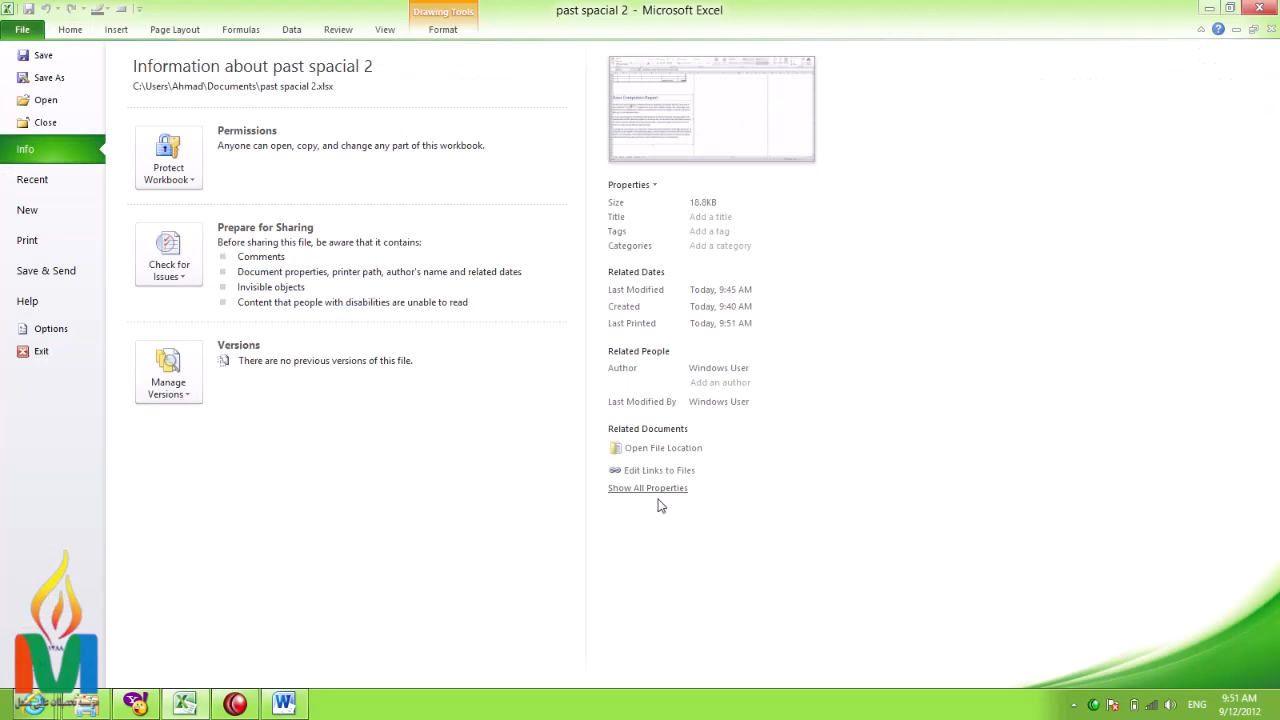 past spacial 2 - Microsoft Excel
Drawing Tools
File Home Insert Page Layout Formulas Data Review View Format
Save
Save As
Open
Close
Info
Recent
New
Print
Save & Send
Help
Options
Exit
Information about past spacial 2
C:\Users\Ahmad\Documents\past spacial 2.xlsx
Protect
Workbook
Permissions
Anyone can open, copy, and change any part of this workbook.
Check for
Issues
Prepare for Sharing
Before sharing this file, be aware that it contains:
Comments
Document properties, printer path, author's name and related dates
Invisible objects
Content that people with disabilities are unable to read
Manage
Versions
Versions
There are no previous versions of this file.
Properties
Size 18.8KB
Title Add a title
Tags Add a tag
Categories Add a category
Related Dates
Last Modified Today, 9:45 AM
Created Today, 9:40 AM
Last Printed Today, 9:51 AM
Related People
Author Windows User
Add an author
Last Modified By Windows User
Related Documents
Open File Location
Edit Links to Files
Show All Properties
ENG
9:51 AM
9/12/2012